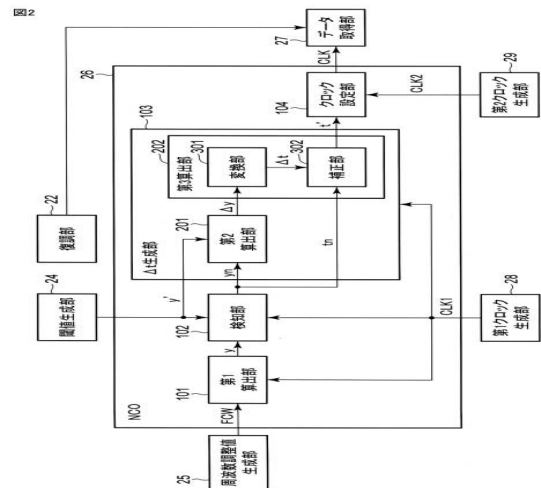 図2
22
復調部
27
データ
取得部
24
閾値生成部
26
NCO
25
周波数調整値
生成部
FCW
101
第1
算出部
y
y'
102
検知部
yn
tn
103
Δt生成部
201
第2
算出部
Δy
202
第3算出部
301
変換部
Δt
302
補正部
t'
104
クロック
設定部
CLK
CLK1
CLK2
28
第1クロック
生成部
29
第2クロック
生成部